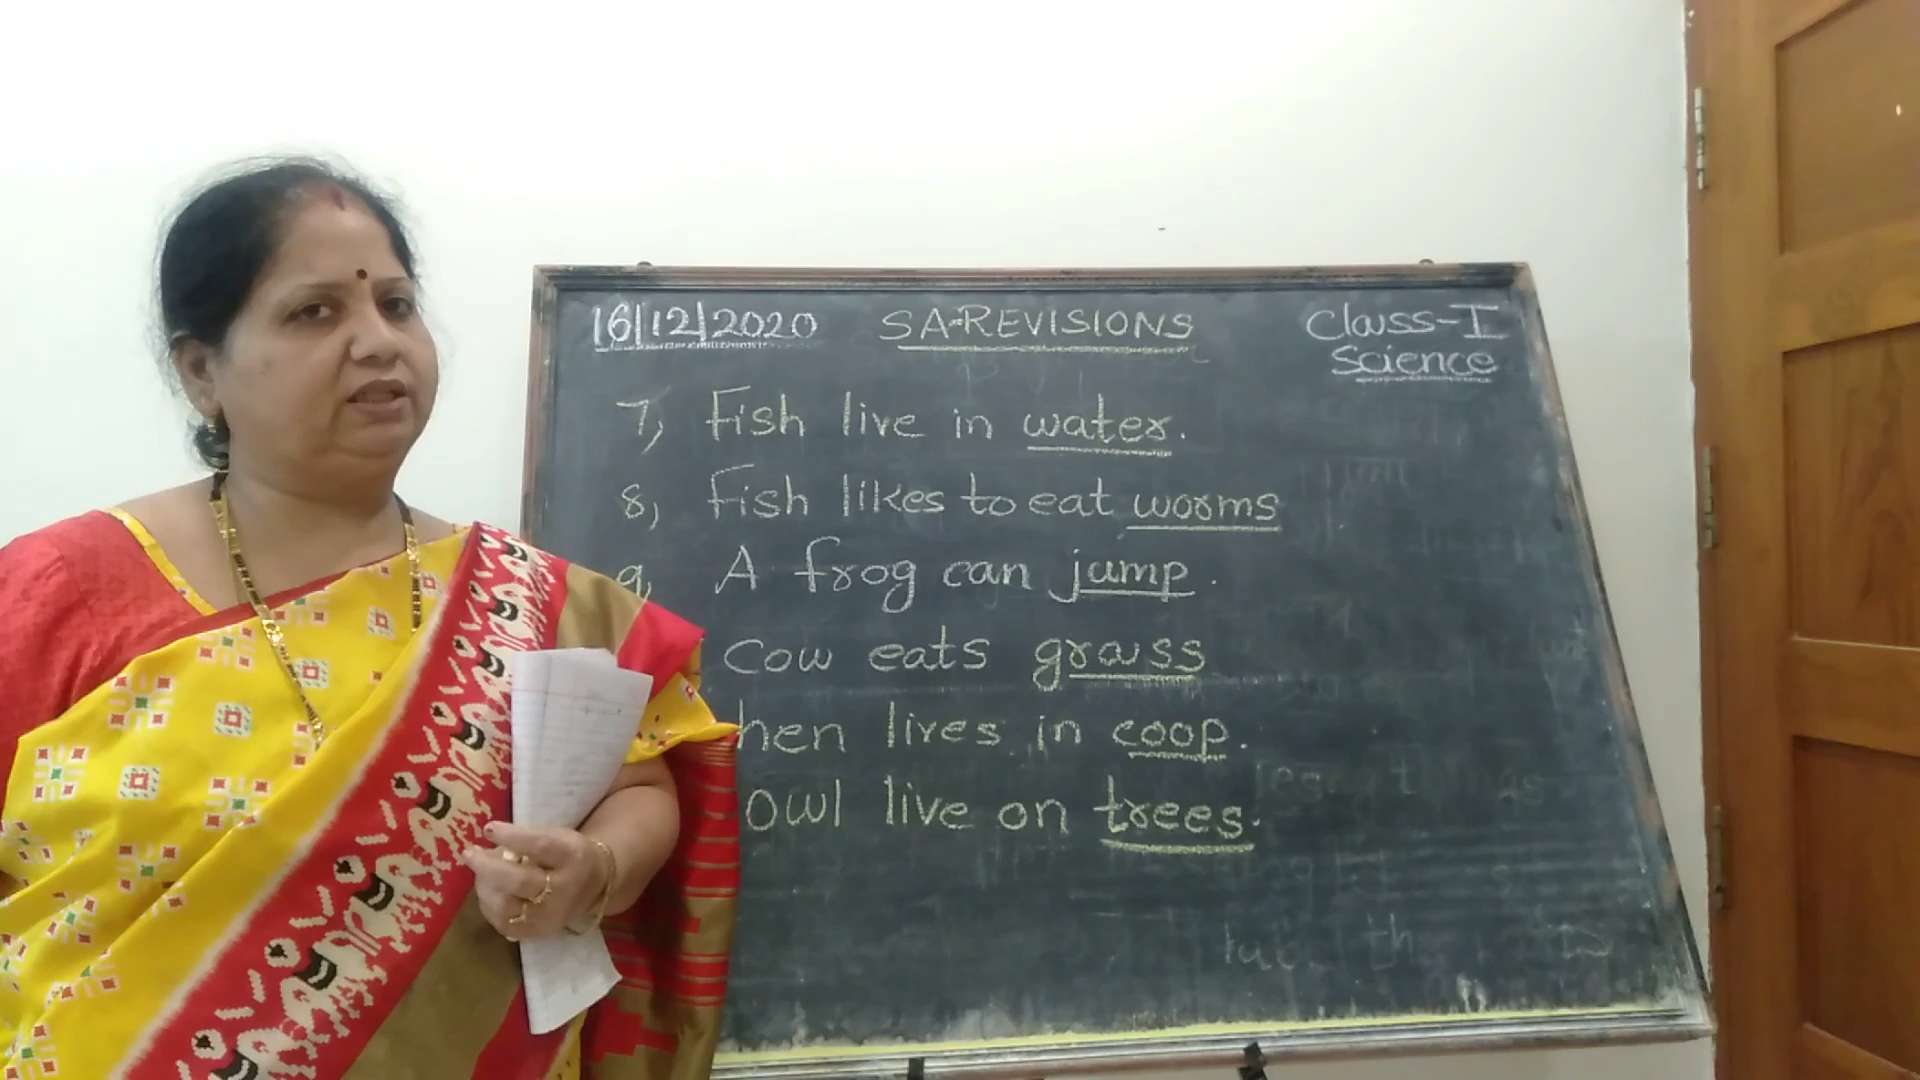 16/12/2020 SA-REVISIONS Class-I
Science
7) Fish live in water.
8) Fish likes to eat worms
9) A frog can jump.
Cow eats grass
hen lives in coop.
owl live on trees.